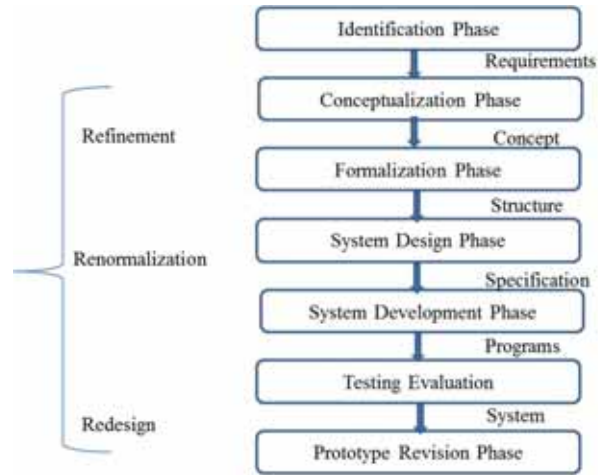 Identification Phase
Requirements
Conceptualization Phase
Refinement
Concept
Formalization Phase
Structure
System Design Phase
Renormalization
Specification
System Development Phase
Programs
Testing Evaluation
System
Redesign
Prototype Revision Phase